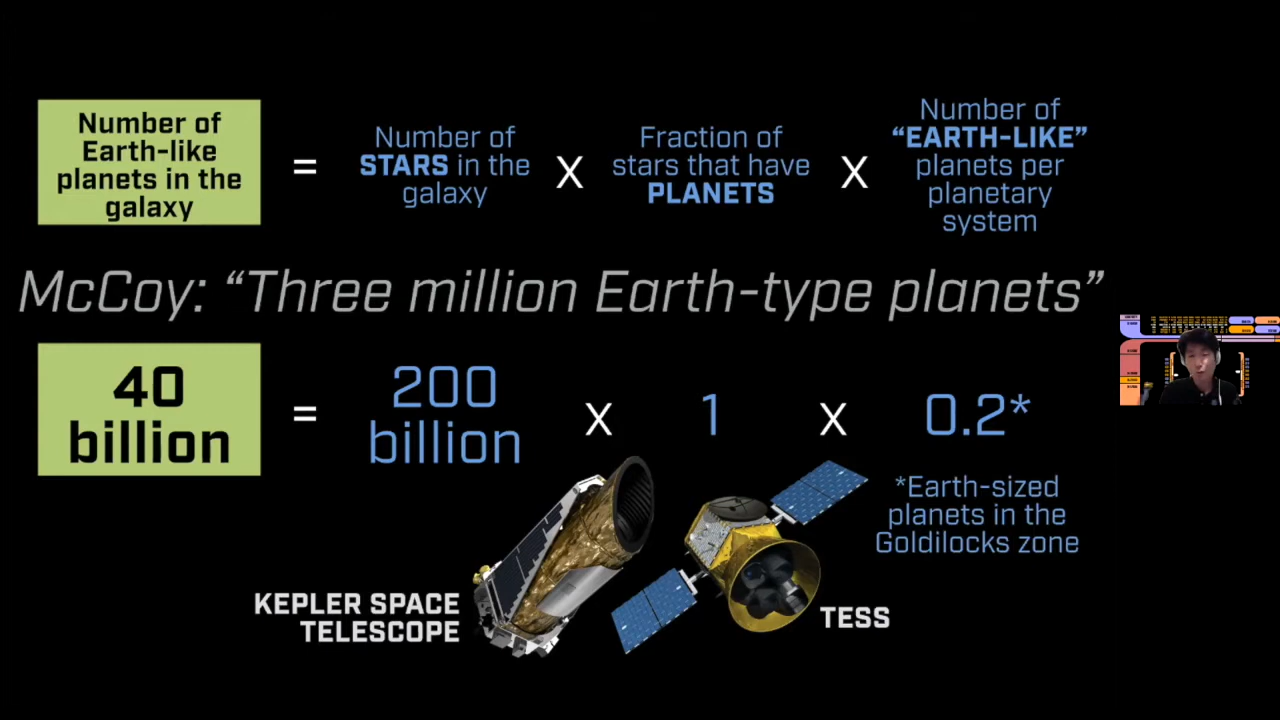 Number of
Earth-like
planets in the
galaxy
=
Number of
STARS in the
galaxy
X
Fraction of
stars that have
PLANETS
X
Number of
“EARTH-LIKE”
planets per
planetary
system
McCoy: “Three million Earth-type planets”
40
billion
=
200
billion
X
1
X
0.2*
*Earth-sized
planets in the
Goldilocks zone
KEPLER SPACE
TELESCOPE
TESS